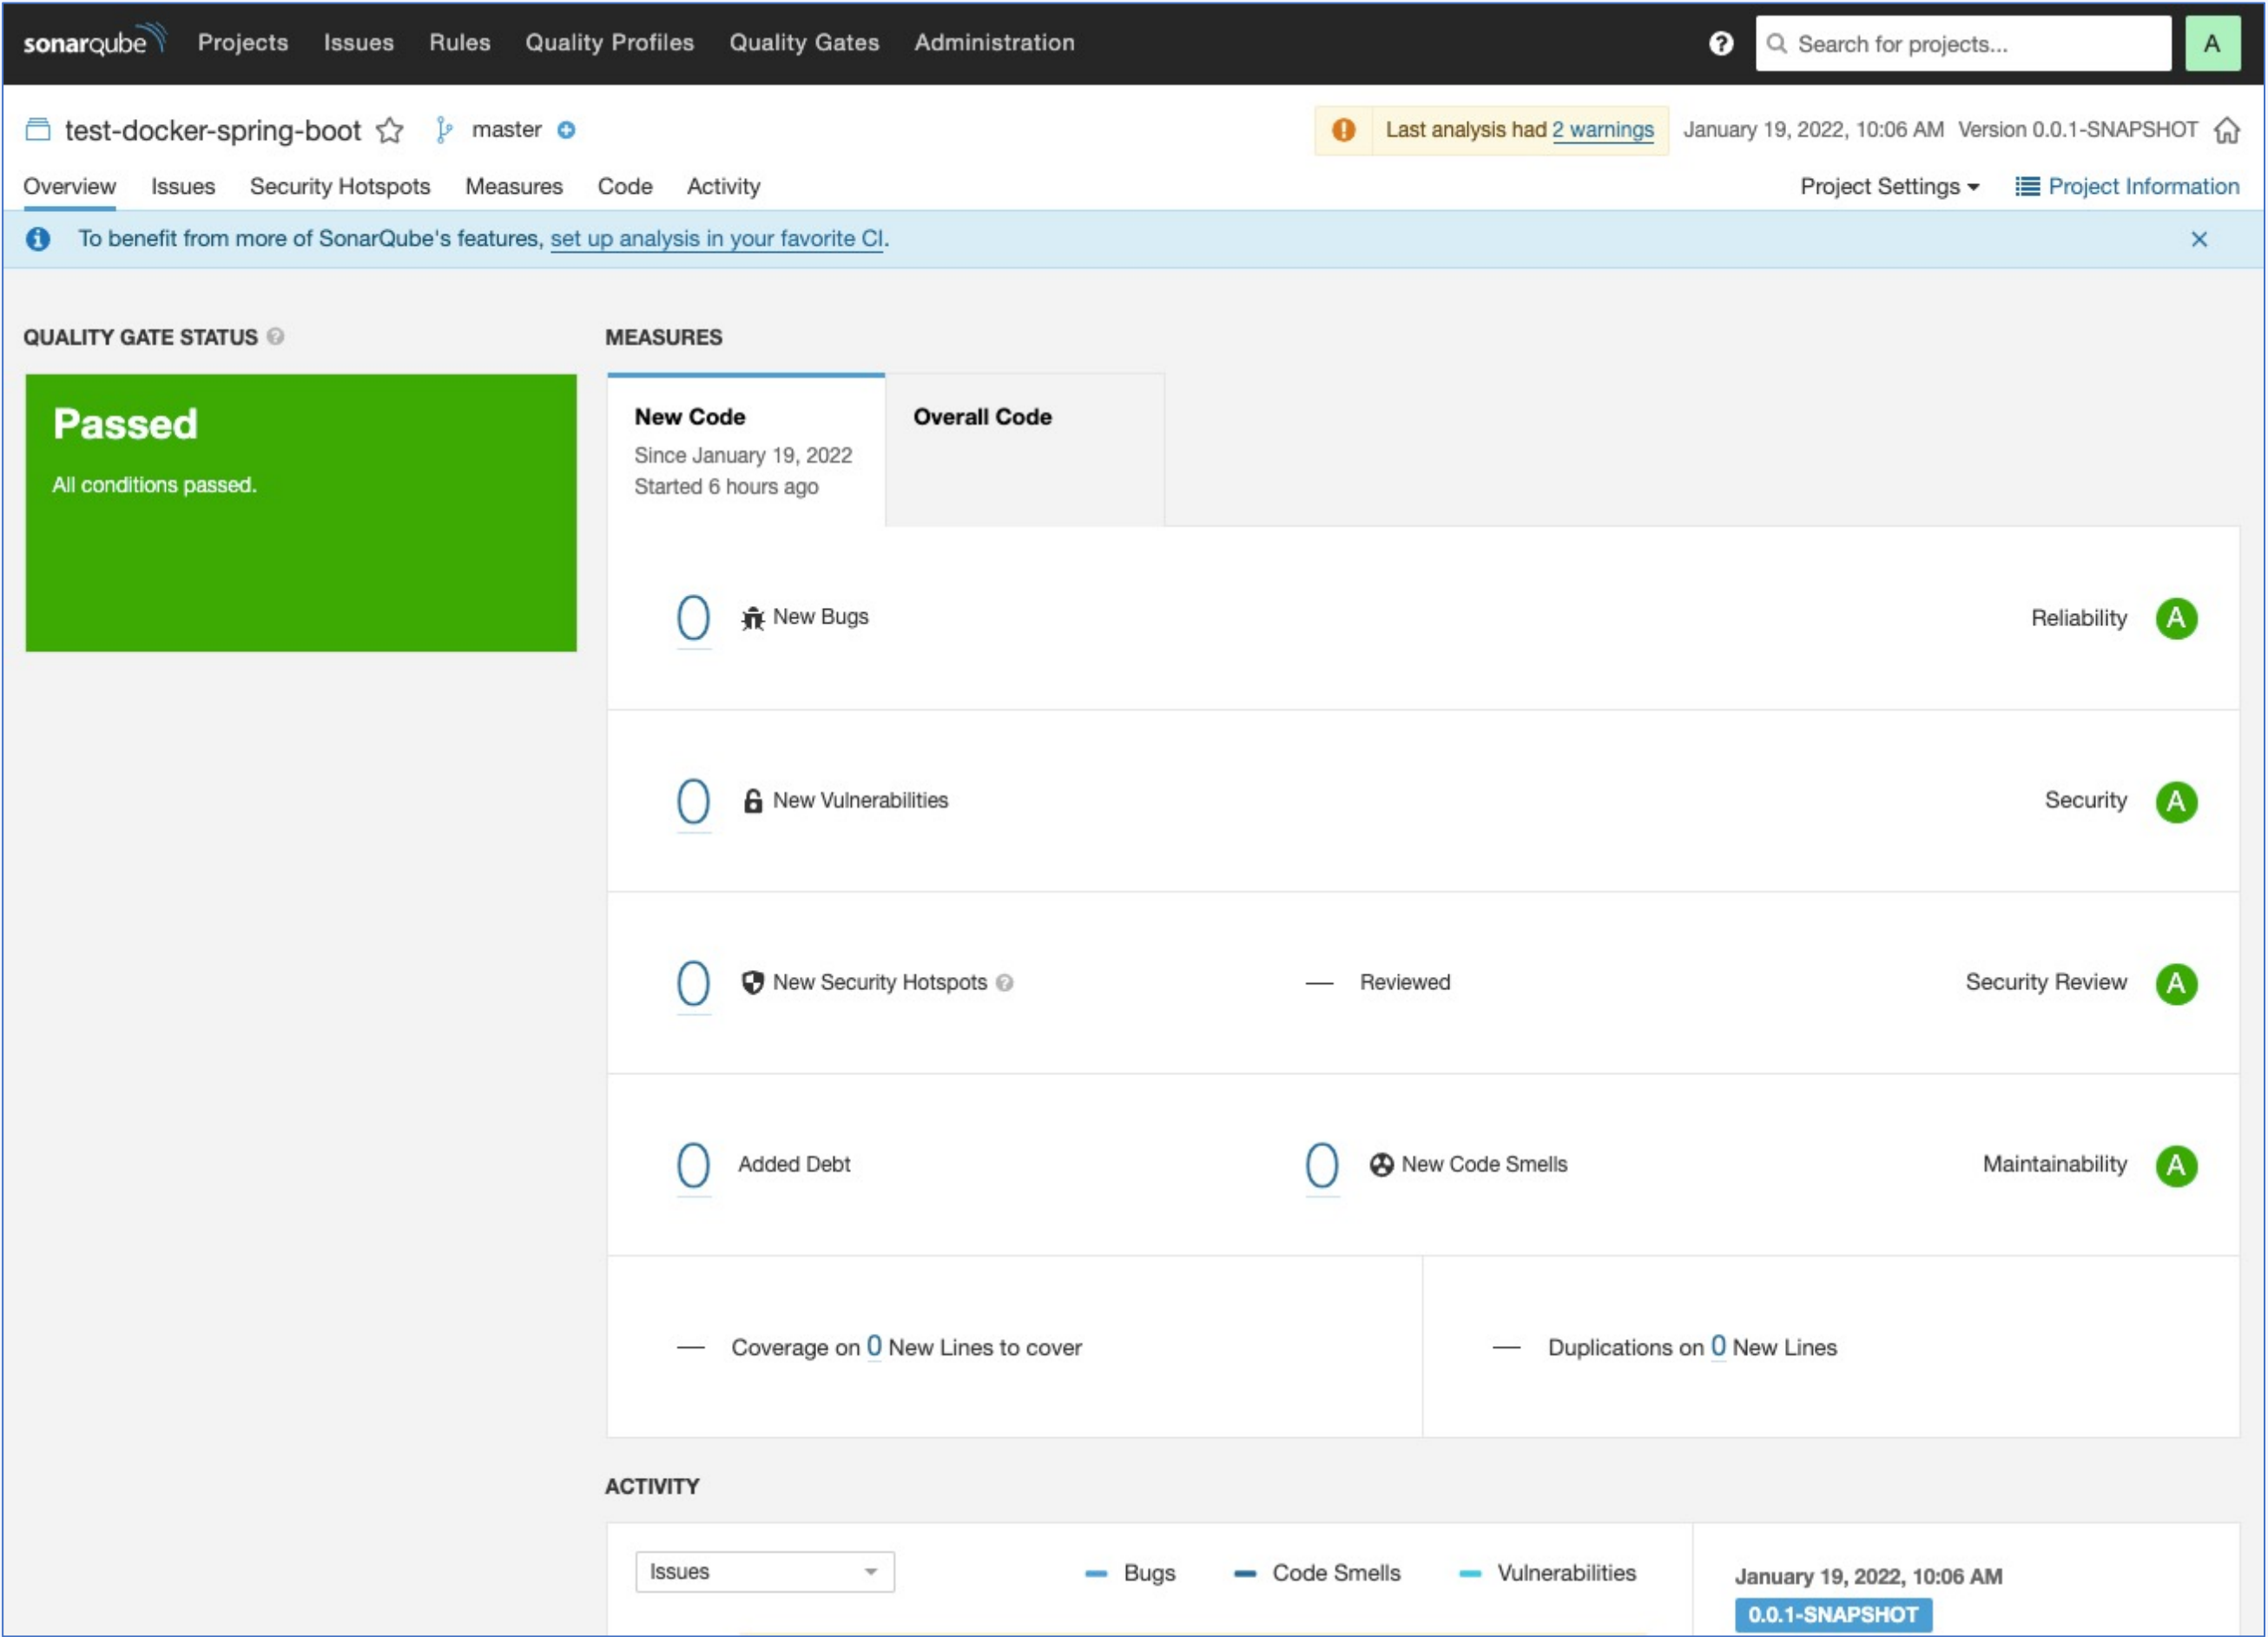 sonarqube Projects Issues Rules Quality Profiles Quality Gates Administration ? Search for projects... A
test-docker-spring-boot master Last analysis had 2 warnings January 19, 2022, 10:06 AM Version 0.0.1-SNAPSHOT
Overview Issues Security Hotspots Measures Code Activity Project Settings Project Information
To benefit from more of SonarQube's features, set up analysis in your favorite CI.
QUALITY GATE STATUS ?
Passed
All conditions passed.
MEASURES
New Code
Since January 19, 2022
Started 6 hours ago
Overall Code
0 New Bugs Reliability A
0 New Vulnerabilities Security A
0 New Security Hotspots ? — Reviewed Security Review A
0 Added Debt 0 New Code Smells Maintainability A
— Coverage on 0 New Lines to cover — Duplications on 0 New Lines
ACTIVITY
Issues Bugs Code Smells Vulnerabilities
January 19, 2022, 10:06 AM
0.0.1-SNAPSHOT